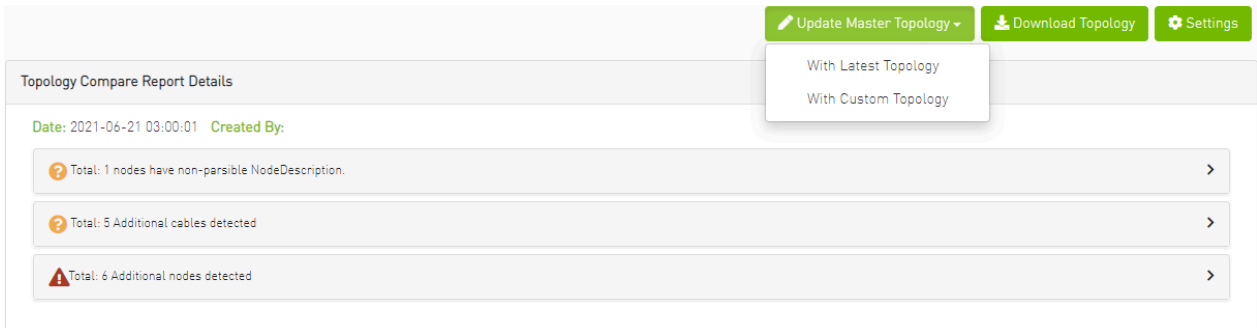 Update Master Topology
Download Topology
Settings
With Latest Topology
With Custom Topology
Topology Compare Report Details
Date: 2021-06-21 03:00:01 Created By:
Total: 1 nodes have non-parsible NodeDescription.
Total: 5 Additional cables detected
Total: 6 Additional nodes detected